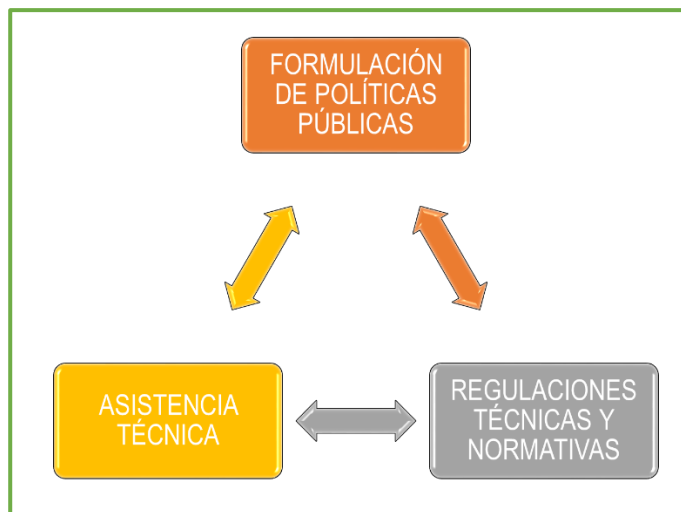 FORMULACIÓN
DE POLÍTICAS
PÚBLICAS
ASISTENCIA
TÉCNICA
REGULACIONES
TÉCNICAS Y
NORMATIVAS